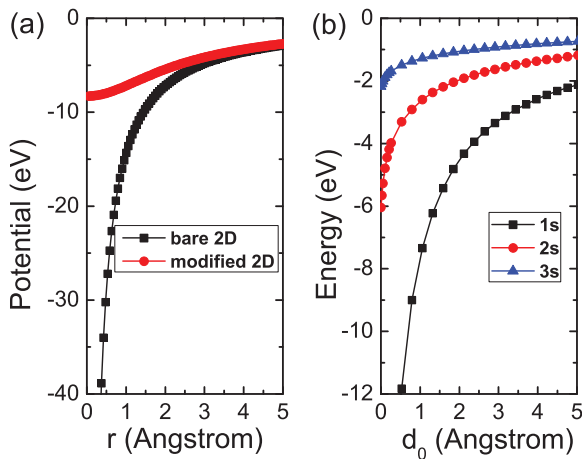 (a)
0
-10
-20
-30
-40
Potential (eV)
bare 2D
modified 2D
0 1 2 3 4 5
r (Angstrom)
(b)
0
-2
-4
-6
-8
-10
-12
Energy (eV)
1s
2s
3s
0 1 2 3 4 5
d₀ (Angstrom)